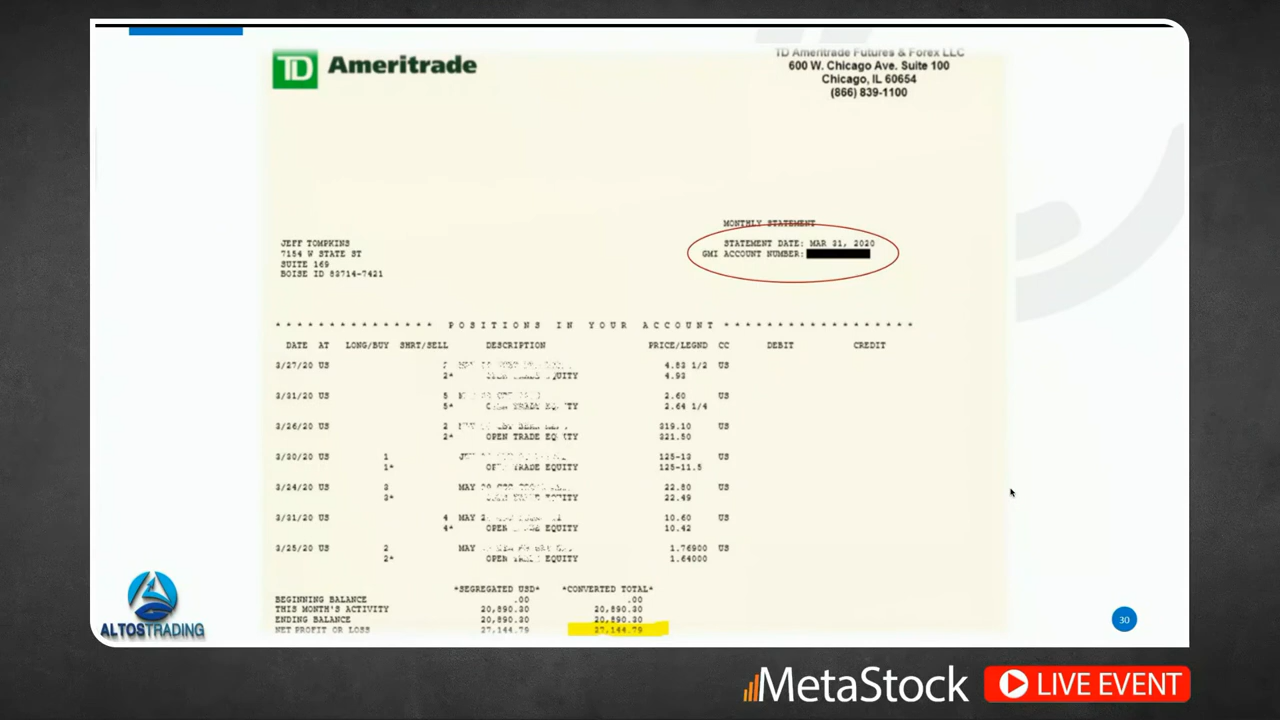 TD Ameritrade
TD Ameritrade Futures & Forex LLC
600 W. Chicago Ave. Suite 100
Chicago, IL 60654
(866) 839-1100
MONTHLY STATEMENT
STATEMENT DATE: MAR 31, 2020
GMI ACCOUNT NUMBER:
JEFF TOMPKINS
7154 W STATE ST
SUITE 169
BOISE ID 83714-7421
* * * * * * * * * * * * * * * P O S I T I O N S I N Y O U R A C C O U N T * * * * * * * * * * * * * * * * * *
DATE AT LONG/BUY SHRT/SELL DESCRIPTION PRICE/LEGND CC DEBIT CREDIT
3/27/20 US 4.83 1/2 US
2* EQUITY 4.93
3/31/20 US 5 2.60 US
5* TRADE 2.64 1/4
3/26/20 US 2 319.10 US
2* OPEN TRADE EQUITY 321.50
3/30/20 US 1 125-13 US
1* TRADE EQUITY 125-11.5
3/24/20 US 3 MAY 22.80 US
3* EQUITY 22.49
3/31/20 US 4 MAY 10.60 US
4* OPEN EQUITY 10.42
3/25/20 US 2 MAY 1.76900 US
2* OPEN EQUITY 1.64000
*SEGREGATED USD* *CONVERTED TOTAL*
BEGINNING BALANCE .00 .00
THIS MONTH'S ACTIVITY 20,890.30 20,890.30
ENDING BALANCE 20,890.30 20,890.30
NET PROFIT OR LOSS 27,144.79 27,144.79
ALTOSTRADING
30
MetaStock
LIVE EVENT